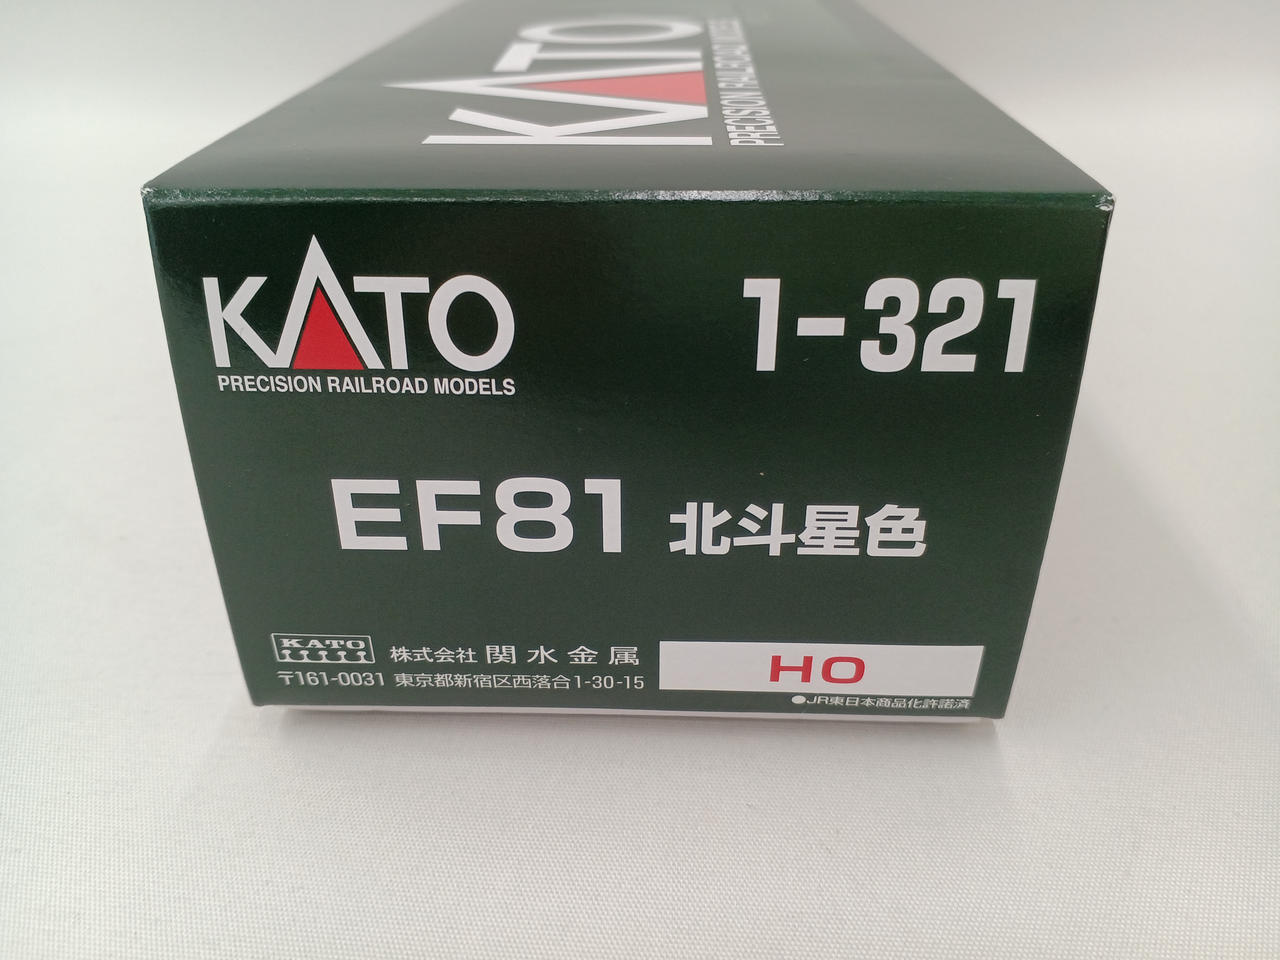 KATO
PRECISION RAILROAD MODELS
KATO
PRECISION RAILROAD MODELS
1-321
EF81 北斗星色
KATO
株式会社 関水金属
〒161-0031 東京都新宿区西落合1-30-15
HO
●JR東日本商品化許諾済